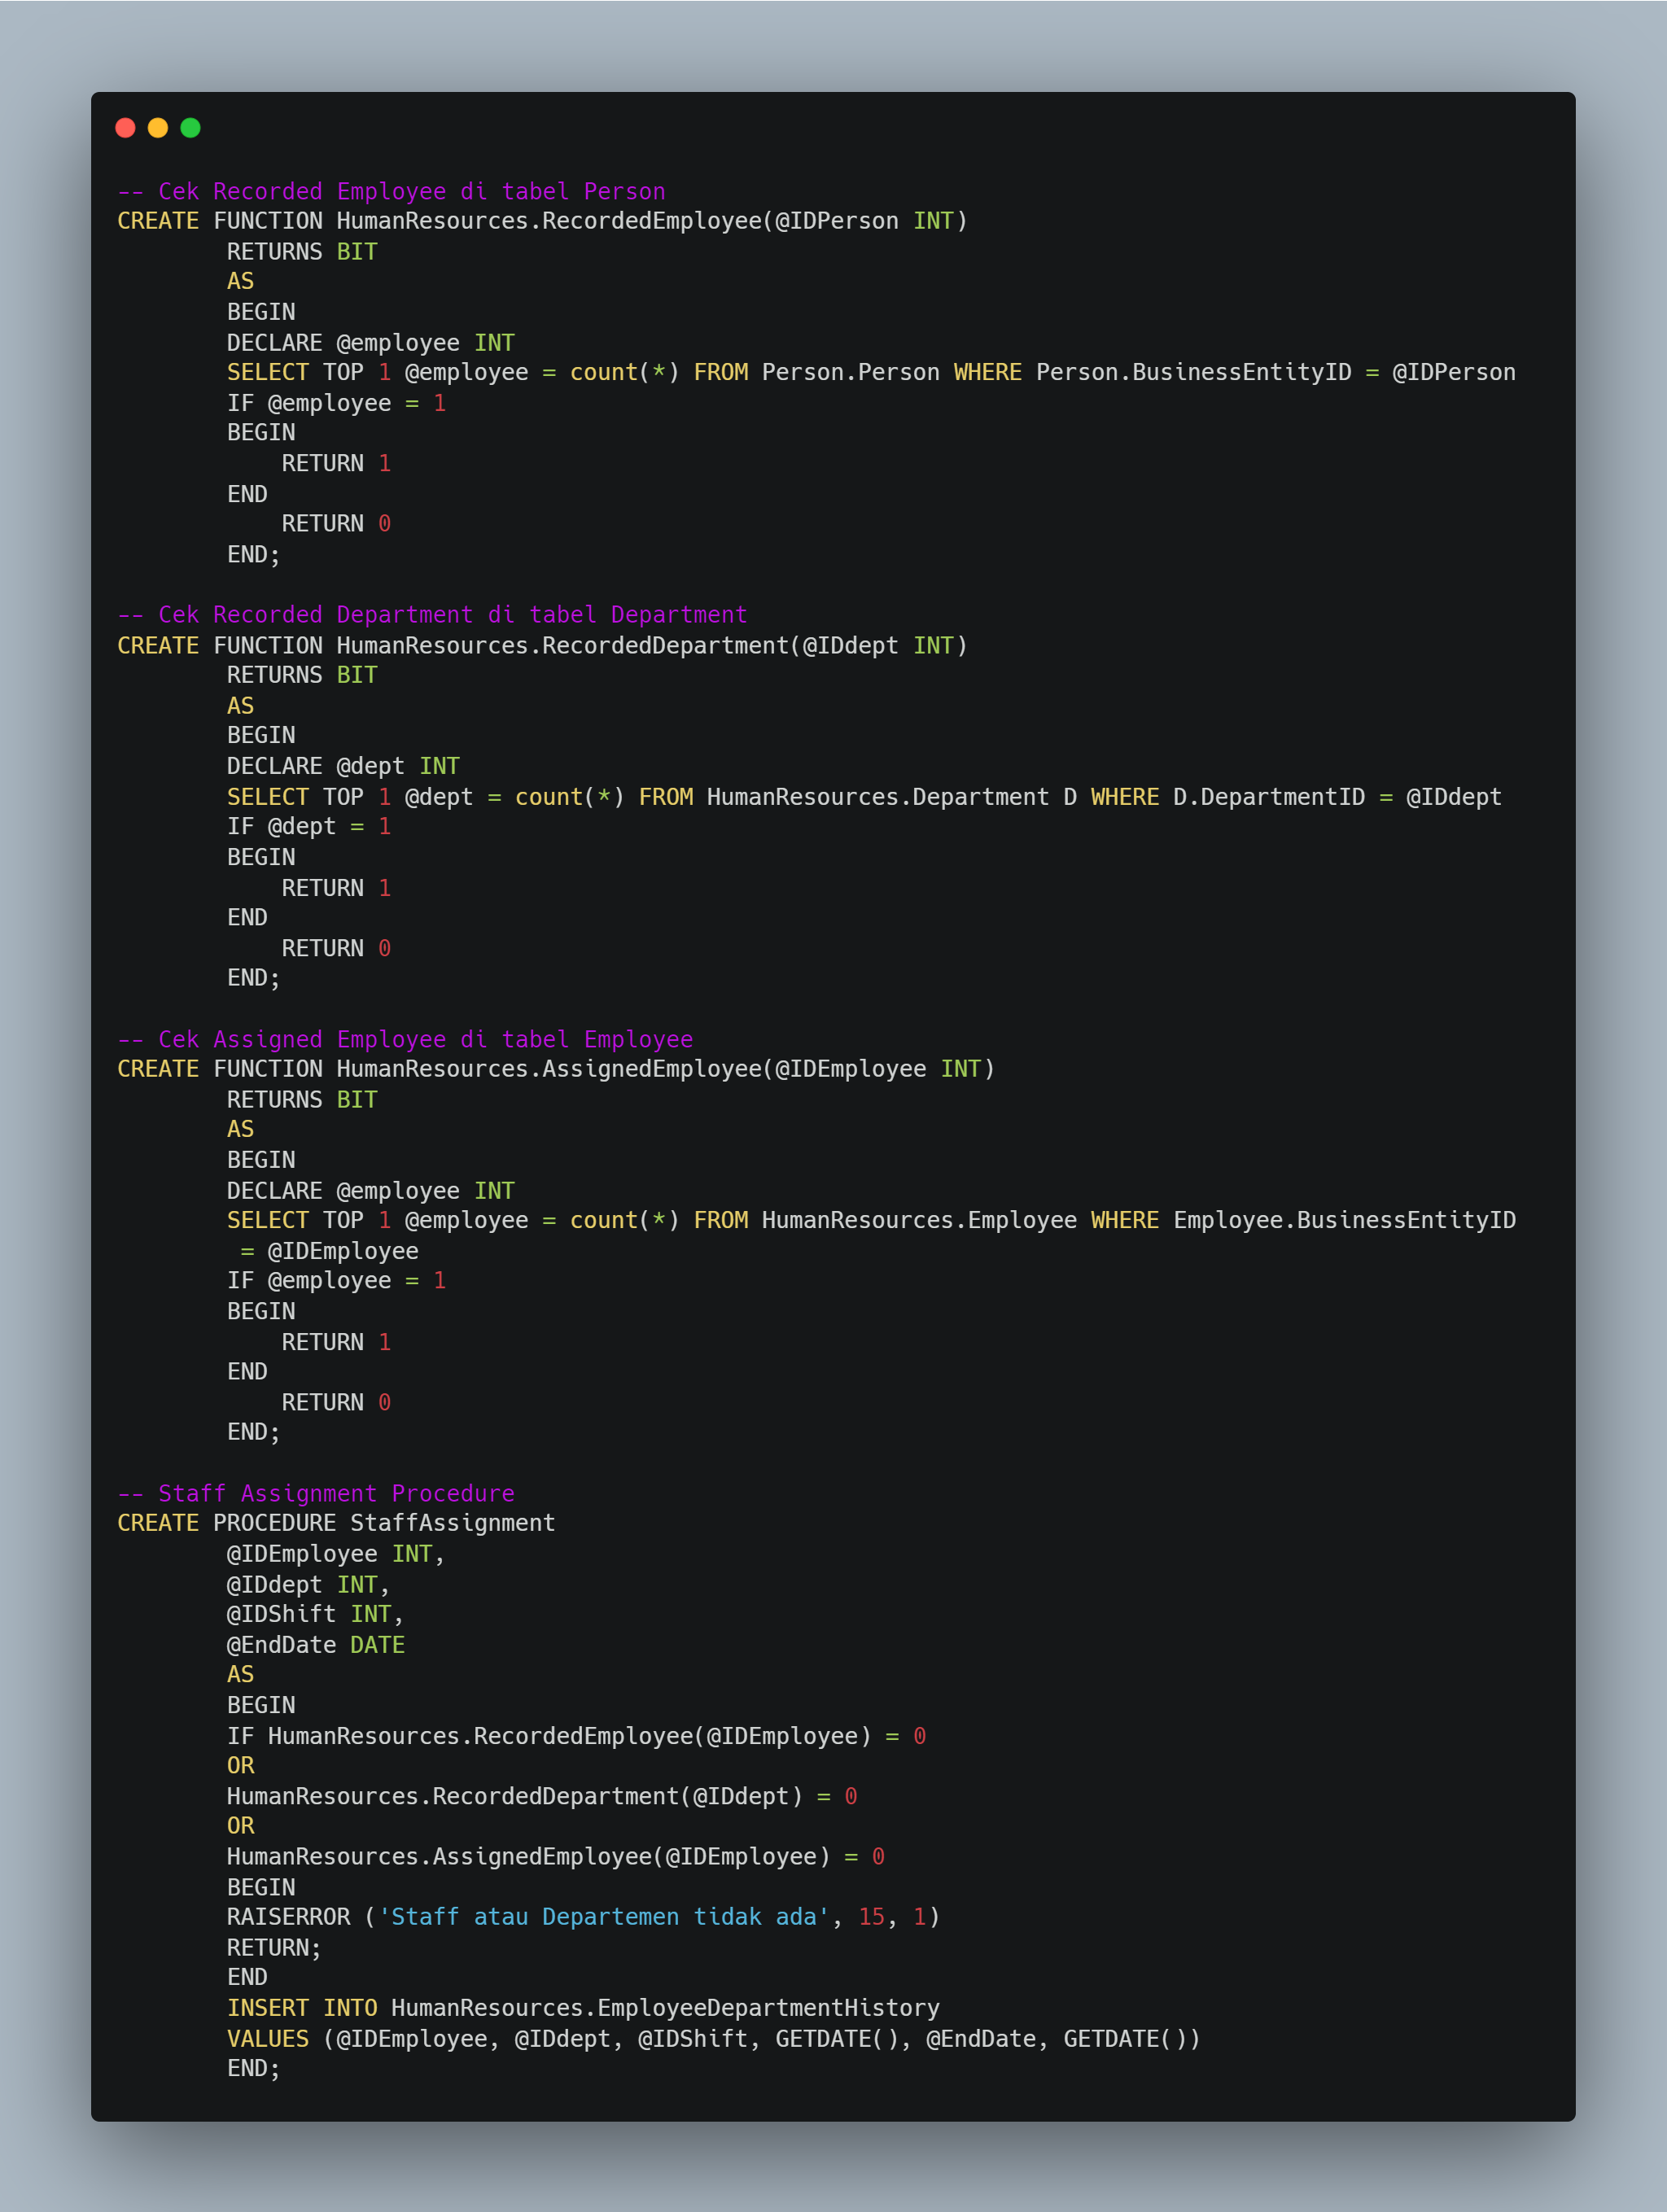 -- Cek Recorded Employee di tabel Person
CREATE FUNCTION HumanResources.RecordedEmployee(@IDPerson INT)
        RETURNS BIT
        AS
        BEGIN
        DECLARE @employee INT
        SELECT TOP 1 @employee = count(*) FROM Person.Person WHERE Person.BusinessEntityID = @IDPerson
        IF @employee = 1
        BEGIN
            RETURN 1
        END
            RETURN 0
        END;

-- Cek Recorded Department di tabel Department
CREATE FUNCTION HumanResources.RecordedDepartment(@IDdept INT)
        RETURNS BIT
        AS
        BEGIN
        DECLARE @dept INT
        SELECT TOP 1 @dept = count(*) FROM HumanResources.Department D WHERE D.DepartmentID = @IDdept
        IF @dept = 1
        BEGIN
            RETURN 1
        END
            RETURN 0
        END;

-- Cek Assigned Employee di tabel Employee
CREATE FUNCTION HumanResources.AssignedEmployee(@IDEmployee INT)
        RETURNS BIT
        AS
        BEGIN
        DECLARE @employee INT
        SELECT TOP 1 @employee = count(*) FROM HumanResources.Employee WHERE Employee.BusinessEntityID
         = @IDEmployee
        IF @employee = 1
        BEGIN
            RETURN 1
        END
            RETURN 0
        END;

-- Staff Assignment Procedure
CREATE PROCEDURE StaffAssignment
        @IDEmployee INT,
        @IDdept INT,
        @IDShift INT,
        @EndDate DATE
        AS
        BEGIN
        IF HumanResources.RecordedEmployee(@IDEmployee) = 0
        OR
        HumanResources.RecordedDepartment(@IDdept) = 0
        OR
        HumanResources.AssignedEmployee(@IDEmployee) = 0
        BEGIN
        RAISERROR ('Staff atau Departemen tidak ada', 15, 1)
        RETURN;
        END
        INSERT INTO HumanResources.EmployeeDepartmentHistory
        VALUES (@IDEmployee, @IDdept, @IDShift, GETDATE(), @EndDate, GETDATE())
        END;